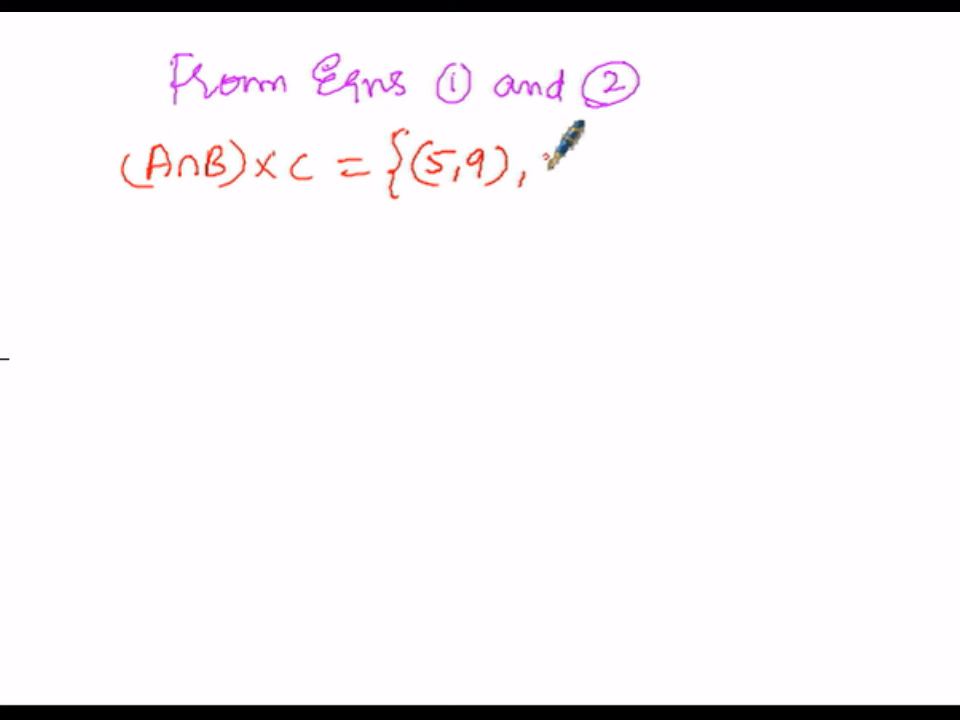 From Eqns ① and ②
(A∩B)×C = {(5,9),